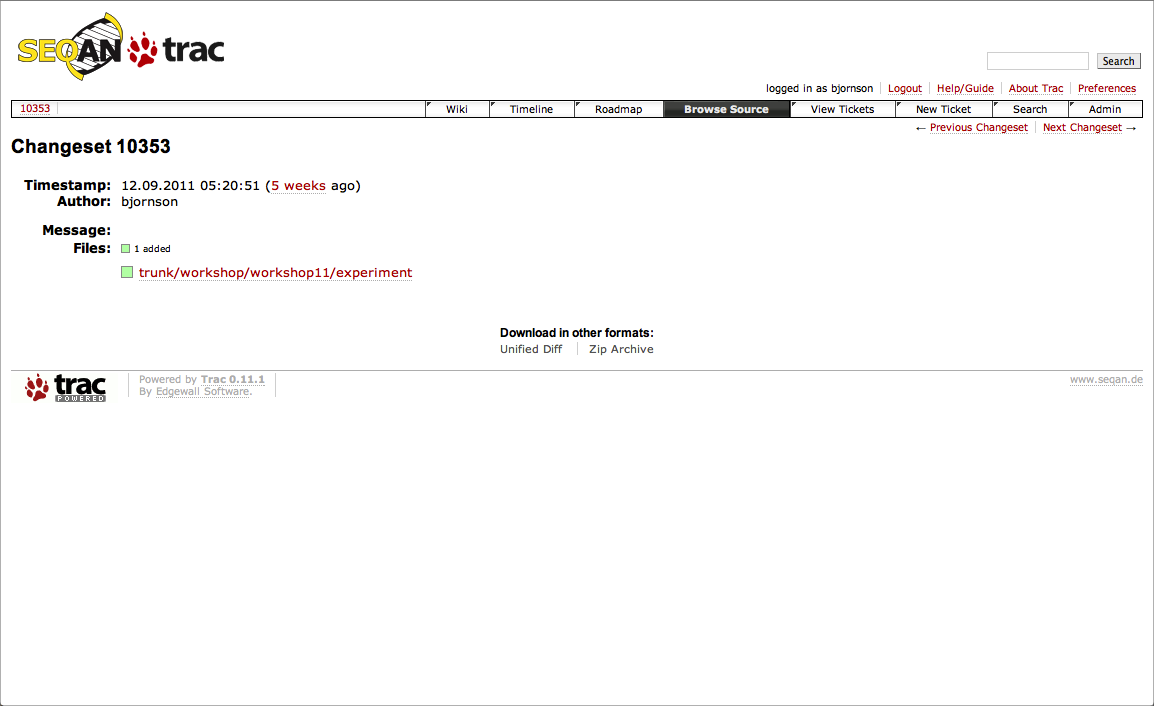 SEQAN trac
Search
logged in as bjornson Logout Help/Guide About Trac Preferences
10353 Wiki Timeline Roadmap Browse Source View Tickets New Ticket Search Admin
← Previous Changeset Next Changeset →
Changeset 10353
Timestamp: 12.09.2011 05:20:51 (5 weeks ago)
Author: bjornson
Message:
Files: 1 added
trunk/workshop/workshop11/experiment
Download in other formats:
Unified Diff Zip Archive
trac POWERED
Powered by Trac 0.11.1
By Edgewall Software.
www.seqan.de